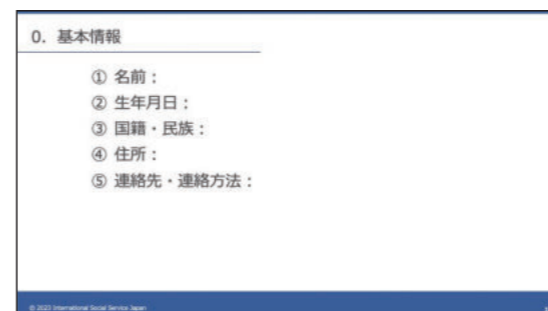 0. 基本情報
① 名前：
② 生年月日：
③ 国籍・民族：
④ 住所：
⑤ 連絡先・連絡方法：
© 2023 International Social Service Japan